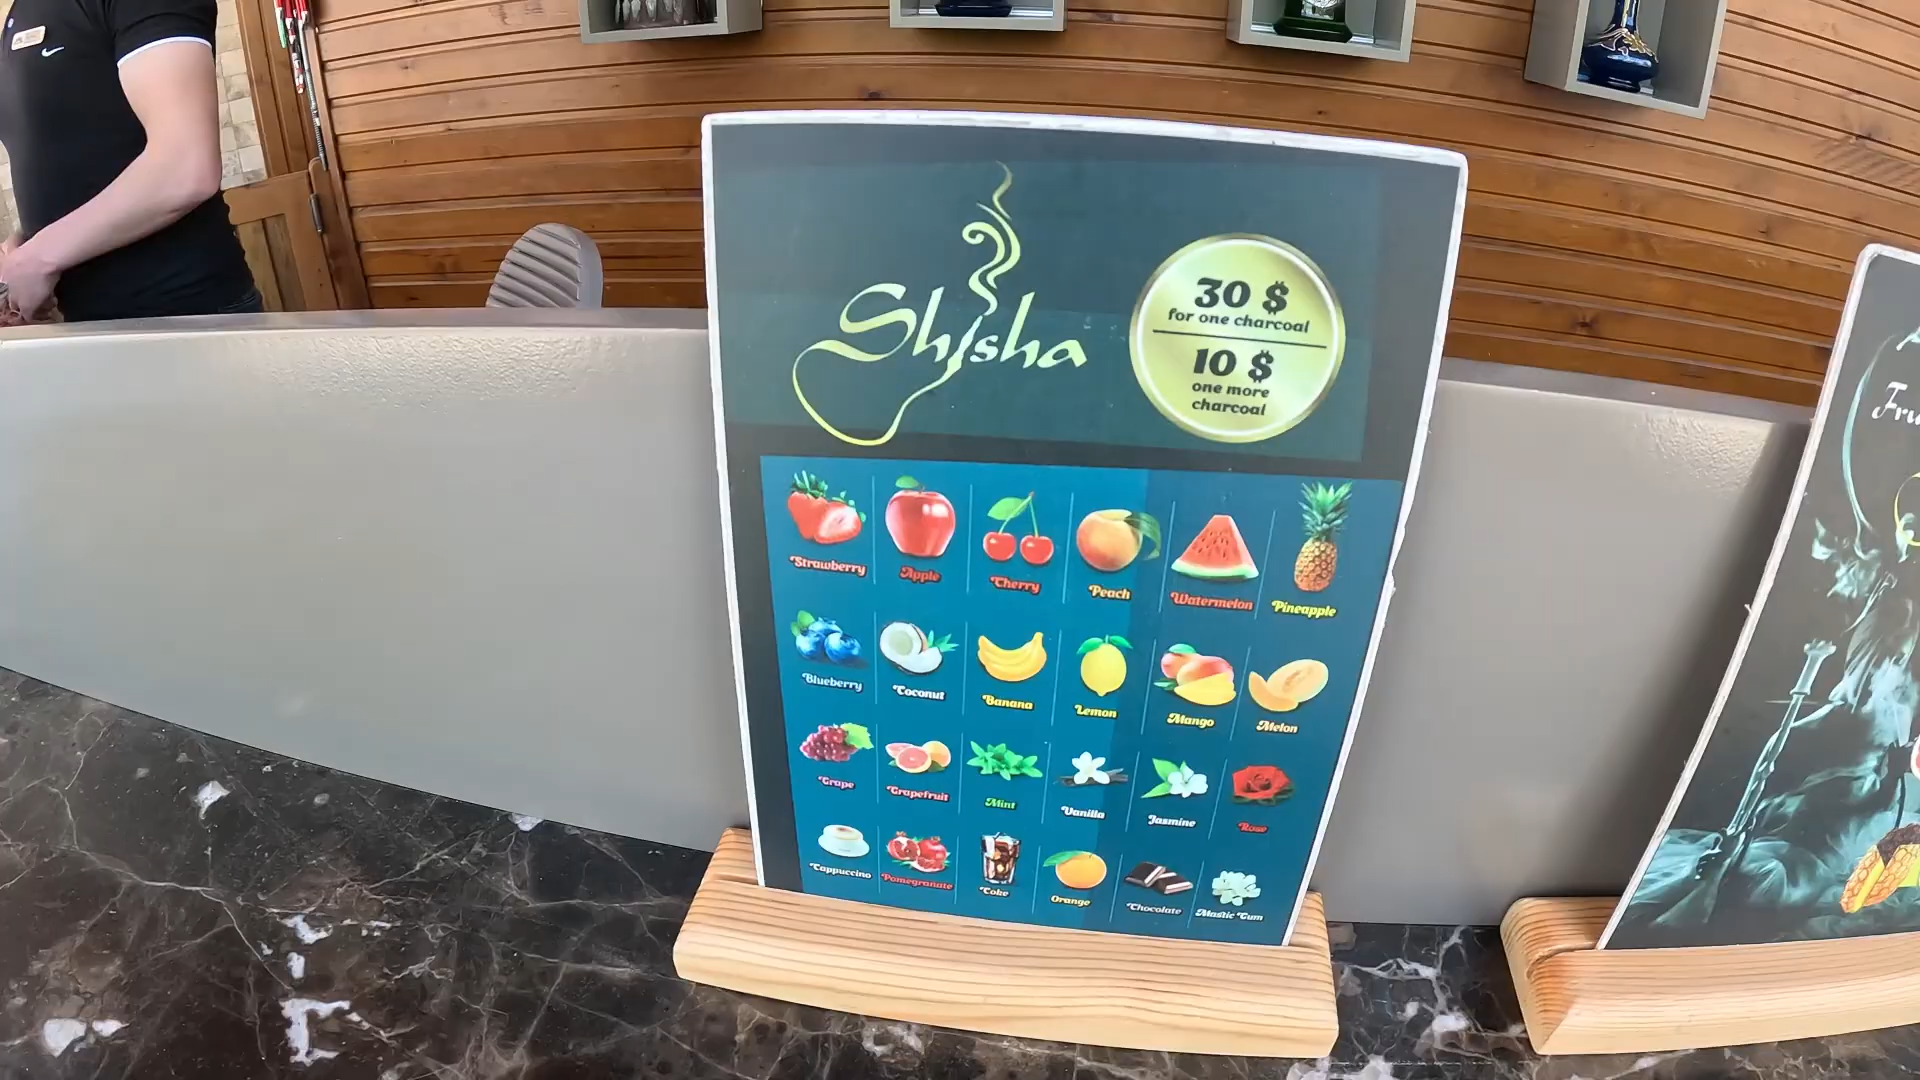 Shisha
30 $
for one charcoal
10 $
one more
charcoal
Strawberry
Apple
Cherry
Peach
Watermelon
Pineapple
Blueberry
Coconut
Banana
Lemon
Mango
Melon
Grape
Grapefruit
Mint
Vanilla
Jasmine
Rose
Cappuccino
Pomegranate
Coke
Orange
Chocolate
Mastic Gum